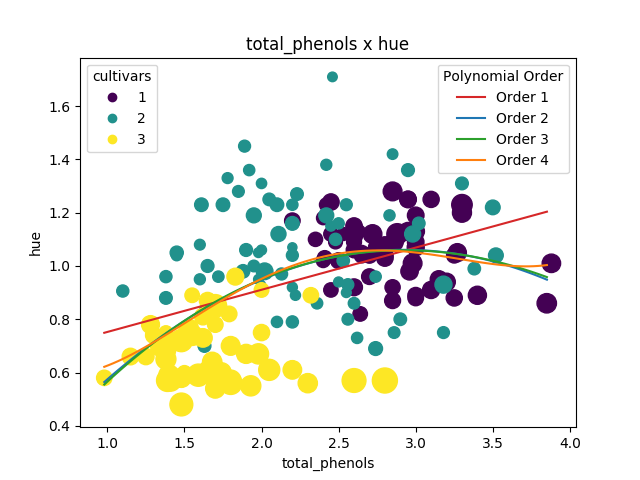 total_phenols x hue
cultivars
1
2
3
Polynomial Order
Order 1
Order 2
Order 3
Order 4
1.6
1.4
1.2
1.0
0.8
0.6
0.4
hue
1.0 1.5 2.0 2.5 3.0 3.5 4.0
total_phenols